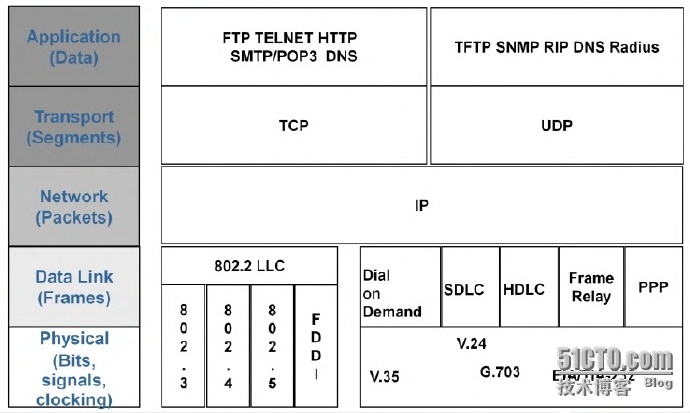 Application
(Data)
FTP TELNET HTTP
SMTP/POP3 DNS
TFTP SNMP RIP DNS Radius
Transport
(Segments)
TCP
UDP
Network
(Packets)
IP
Data Link
(Frames)
802.2 LLC
Dial
on
Demand
SDLC
HDLC
Frame
Relay
PPP
Physical
(Bits,
signals,
clocking)
802.3
802.4
802.5
FDDI
V.24
V.35
G.703
51CTO.com
技术博客 Blog